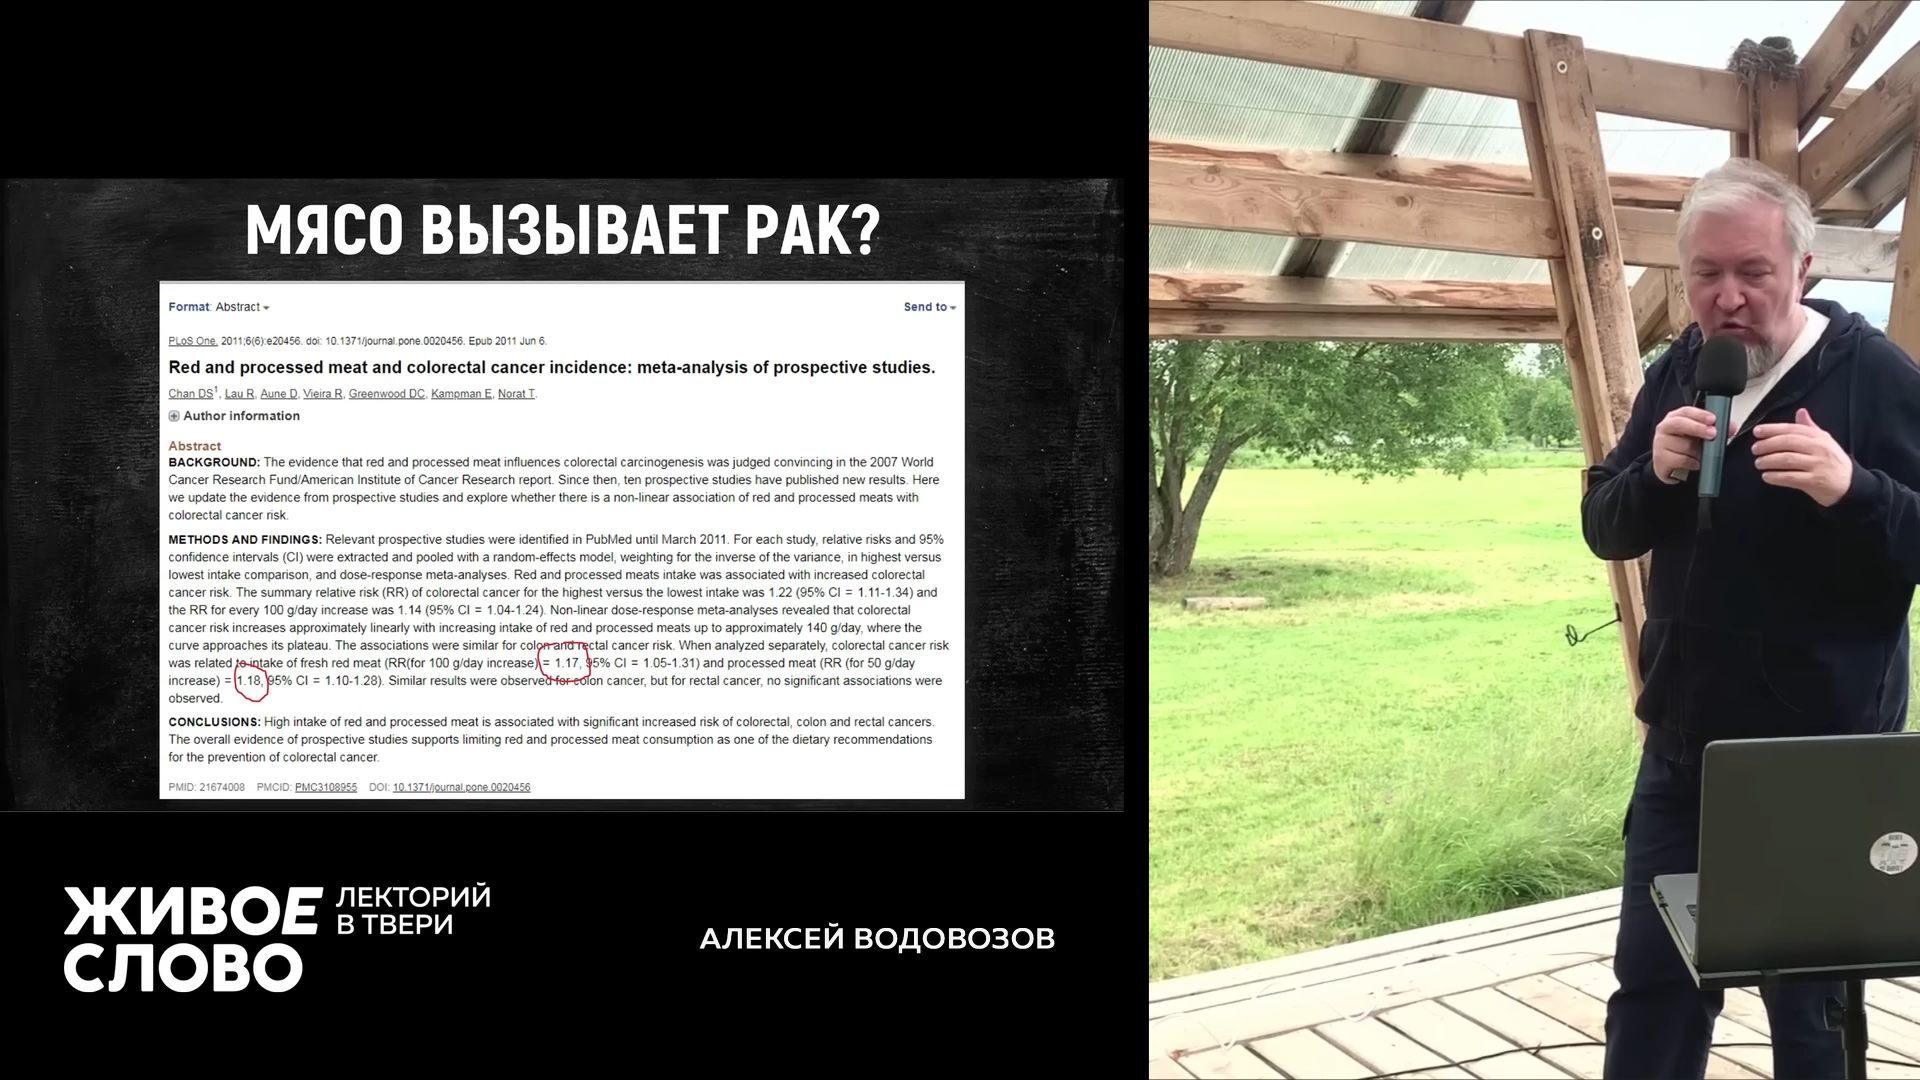 МЯСО ВЫЗЫВАЕТ РАК?
Format: Abstract
Send to
PLoS One. 2011;6(6):e20456. doi: 10.1371/journal.pone.0020456. Epub 2011 Jun 6.
Red and processed meat and colorectal cancer incidence: meta-analysis of prospective studies.
Chan DS1, Lau R, Aune D, Vieira R, Greenwood DC, Kampman E, Norat T.
Author information
Abstract
BACKGROUND: The evidence that red and processed meat influences colorectal carcinogenesis was judged convincing in the 2007 World
Cancer Research Fund/American Institute of Cancer Research report. Since then, ten prospective studies have published new results. Here
we update the evidence from prospective studies and explore whether there is a non-linear association of red and processed meats with
colorectal cancer risk.
METHODS AND FINDINGS: Relevant prospective studies were identified in PubMed until March 2011. For each study, relative risks and 95%
confidence intervals (CI) were extracted and pooled with a random-effects model, weighting for the inverse of the variance, in highest versus
lowest intake comparison, and dose-response meta-analyses. Red and processed meats intake was associated with increased colorectal
cancer risk. The summary relative risk (RR) of colorectal cancer for the highest versus the lowest intake was 1.22 (95% CI = 1.11-1.34) and
the RR for every 100 g/day increase was 1.14 (95% CI = 1.04-1.24). Non-linear dose-response meta-analyses revealed that colorectal
cancer risk increases approximately linearly with increasing intake of red and processed meats up to approximately 140 g/day, where the
curve approaches its plateau. The associations were similar for colon and rectal cancer risk. When analyzed separately, colorectal cancer risk
was related to intake of fresh red meat (RR(for 100 g/day increase) = 1.17, 95% CI = 1.05-1.31) and processed meat (RR (for 50 g/day
increase) = 1.18, 95% CI = 1.10-1.28). Similar results were observed for colon cancer, but for rectal cancer, no significant associations were
observed.
CONCLUSIONS: High intake of red and processed meat is associated with significant increased risk of colorectal, colon and rectal cancers.
The overall evidence of prospective studies supports limiting red and processed meat consumption as one of the dietary recommendations
for the prevention of colorectal cancer.
PMID: 21674008 PMCID: PMC3108955 DOI: 10.1371/journal.pone.0020456
ЖИВОЕ
СЛОВО
ЛЕКТОРИЙ
В ТВЕРИ
АЛЕКСЕЙ ВОДОВОЗОВ